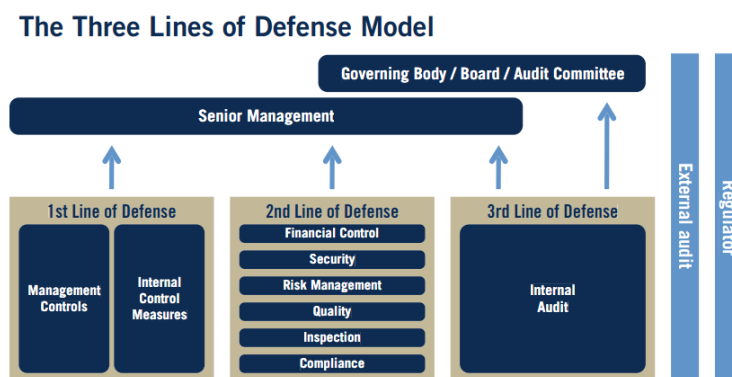 The Three Lines of Defense Model
Governing Body / Board / Audit Committee
Senior Management
1st Line of Defense
Management
Controls
Internal
Control
Measures
2nd Line of Defense
Financial Control
Security
Risk Management
Quality
Inspection
Compliance
3rd Line of Defense
Internal
Audit
External audit
Regulator